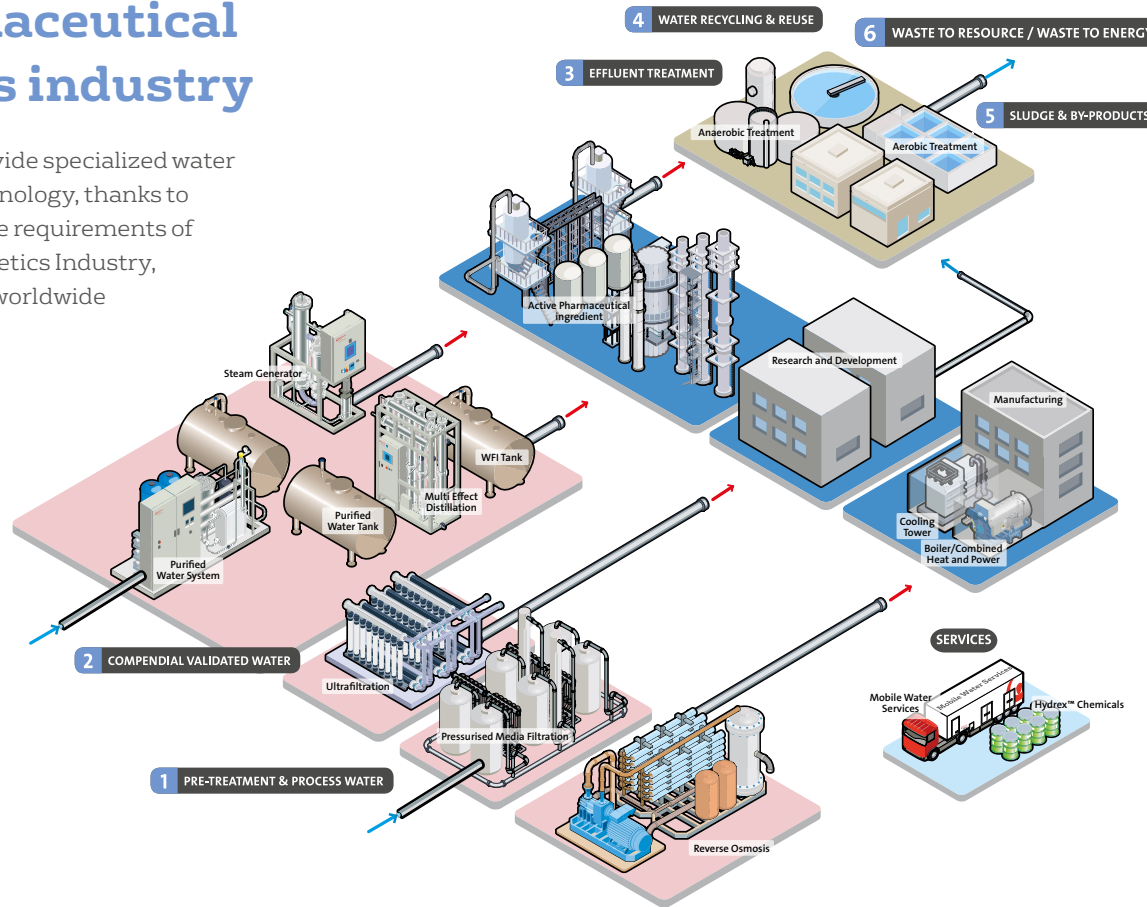 aceutical
s industry
vide specialized water
nology, thanks to
e requirements of
etics Industry,
worldwide
4 WATER RECYCLING & REUSE
6 WASTE TO RESOURCE / WASTE TO ENERGY
3 EFFLUENT TREATMENT
5 SLUDGE & BY-PRODUCTS
Anaerobic Treatment
Aerobic Treatment
Active Pharmaceutical
ingredient
Research and Development
Manufacturing
Cooling
Tower
Boiler/Combined
Heat and Power
Steam Generator
WFI Tank
Multi Effect
Distillation
Purified
Water Tank
Purified
Water System
2 COMPENDIAL VALIDATED WATER
Ultrafiltration
Pressurised Media Filtration
1 PRE-TREATMENT & PROCESS WATER
Reverse Osmosis
SERVICES
Mobile Water Services
Mobile Water
Services
Hydrex™ Chemicals